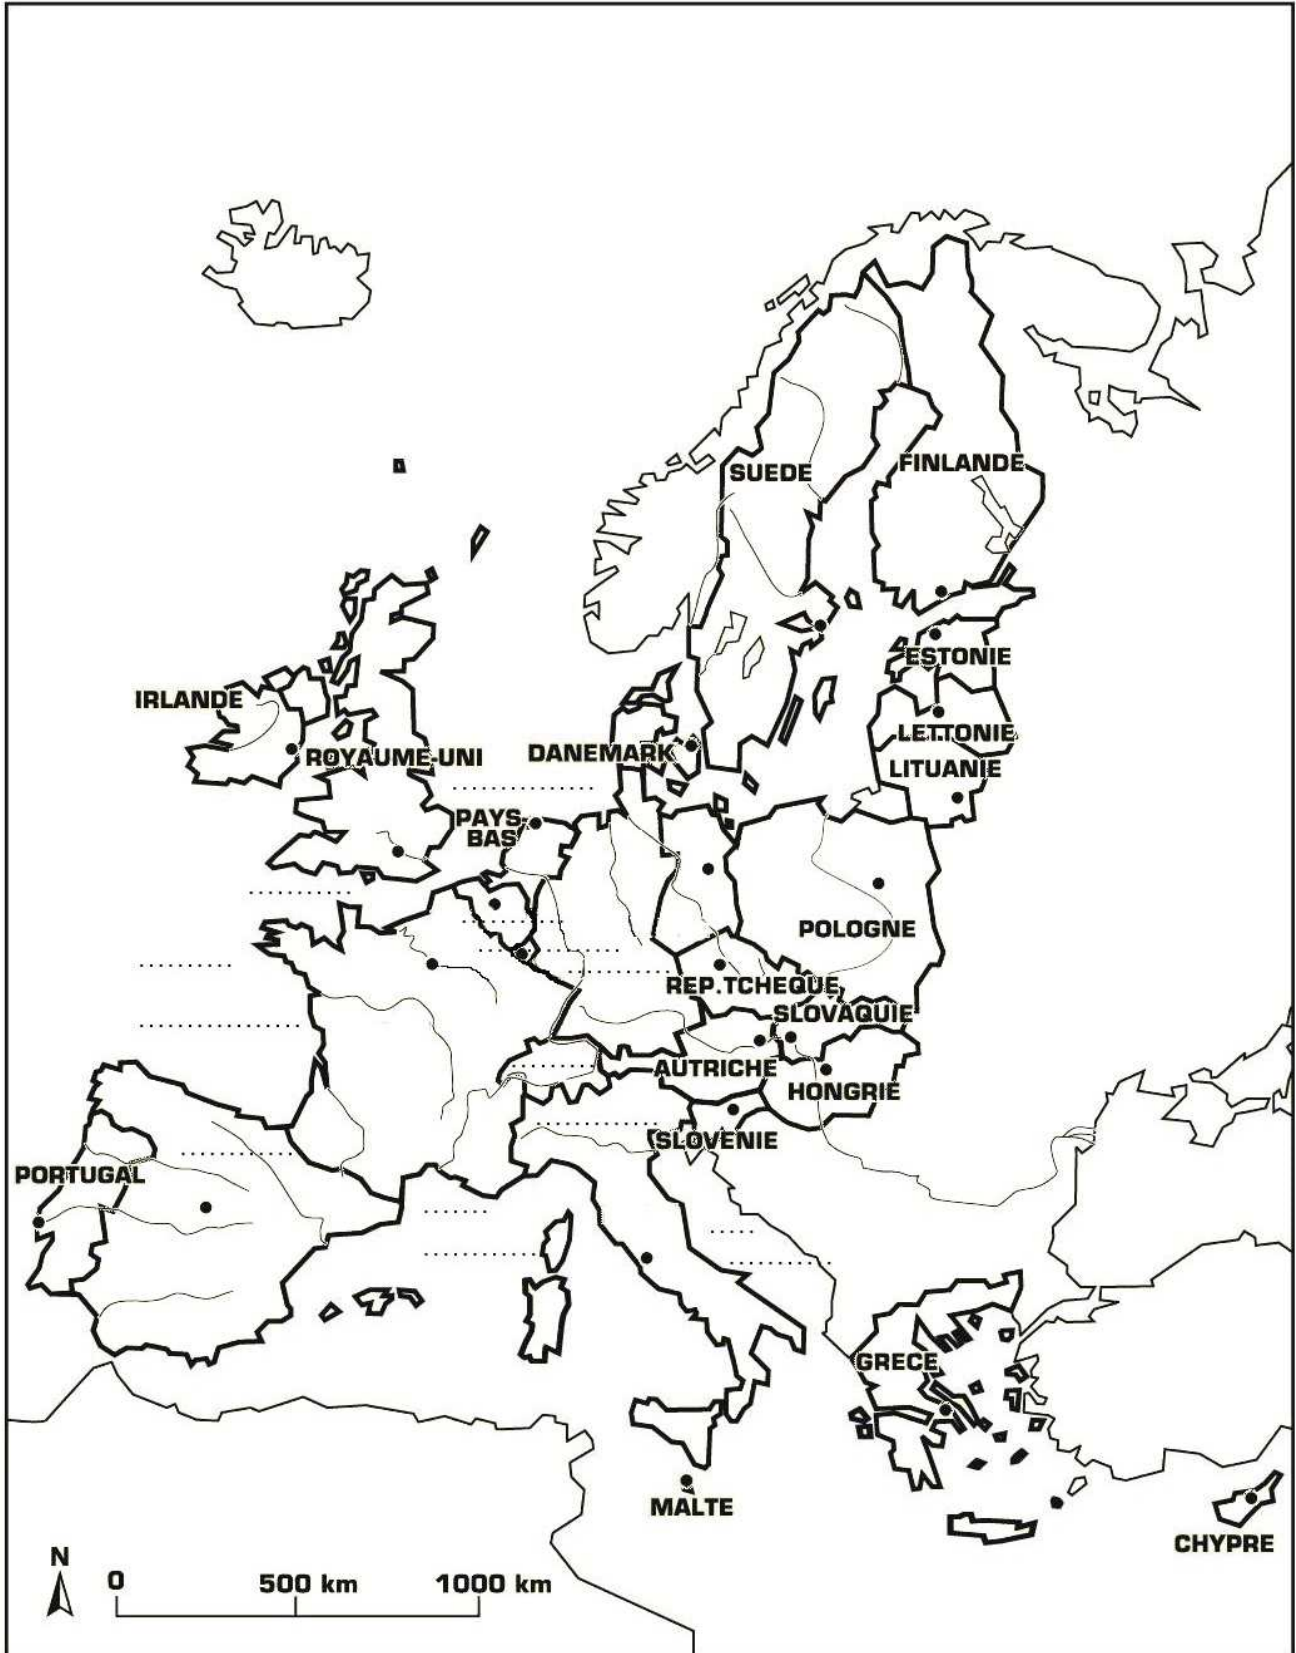 SUEDE
FINLANDE
ESTONIE
IRLANDE
LETTONIE
ROYAUME-UNI
DANEMARK
LITUANIE
PAYS-
BAS
POLOGNE
REP.TCHEQUE
SLOVAQUIE
AUTRICHE
HONGRIE
SLOVENIE
PORTUGAL
GRECE
MALTE
CHYPRE
N
0 500 km 1000 km